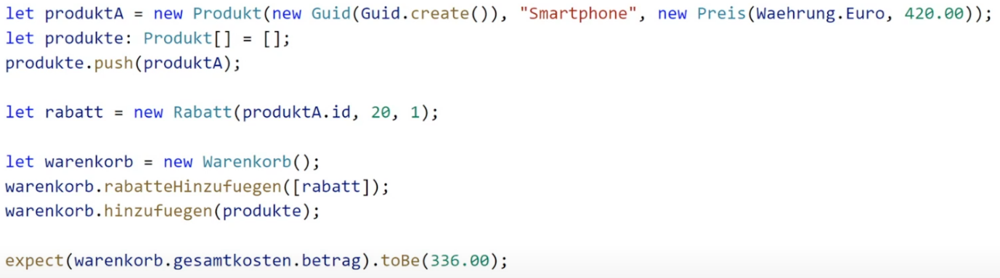 let produktA = new Produkt(new Guid(Guid.create()), "Smartphone", new Preis(Waehrung.Euro, 420.00));
let produkte: Produkt[] = [];
produkte.push(produktA);
let rabatt = new Rabatt(produktA.id, 20, 1);
let warenkorb = new Warenkorb();
warenkorb.rabatteHinzufuegen([rabatt]);
warenkorb.hinzufuegen(produkte);
expect(warenkorb.gesamtkosten.betrag).toBe(336.00);